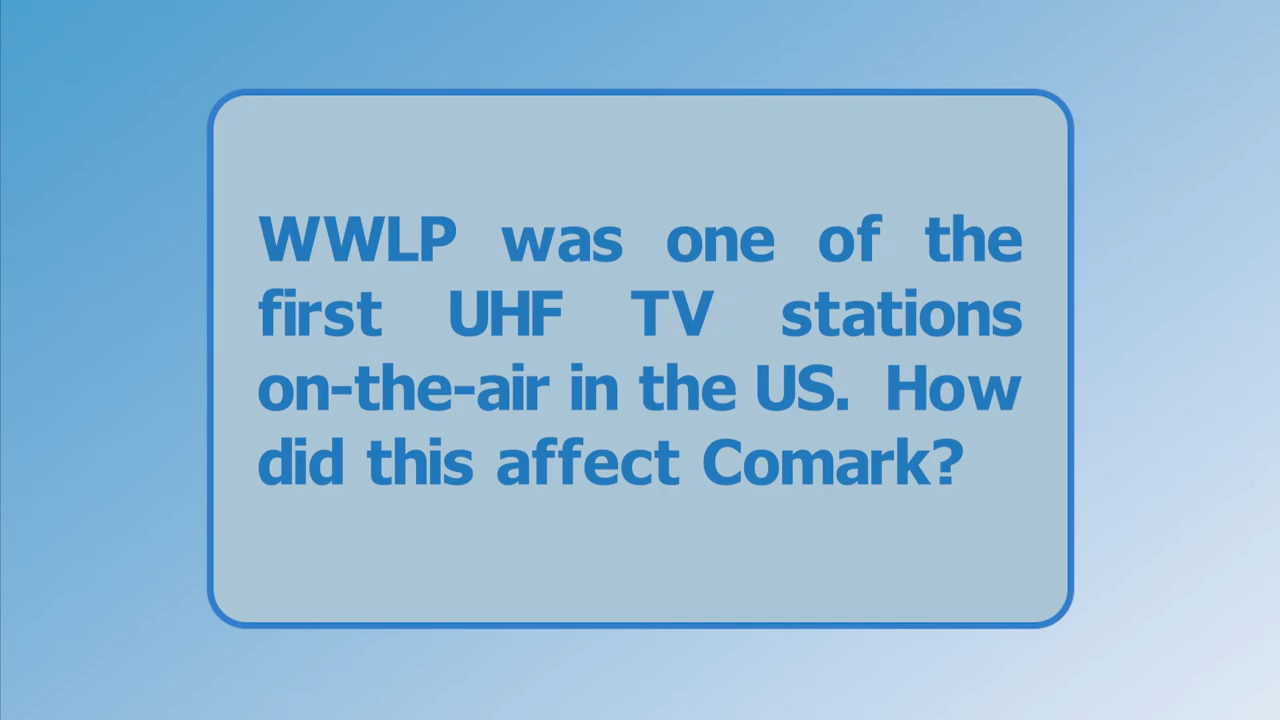 WWLP was one of the
first UHF TV stations
on-the-air in the US. How
did this affect Comark?